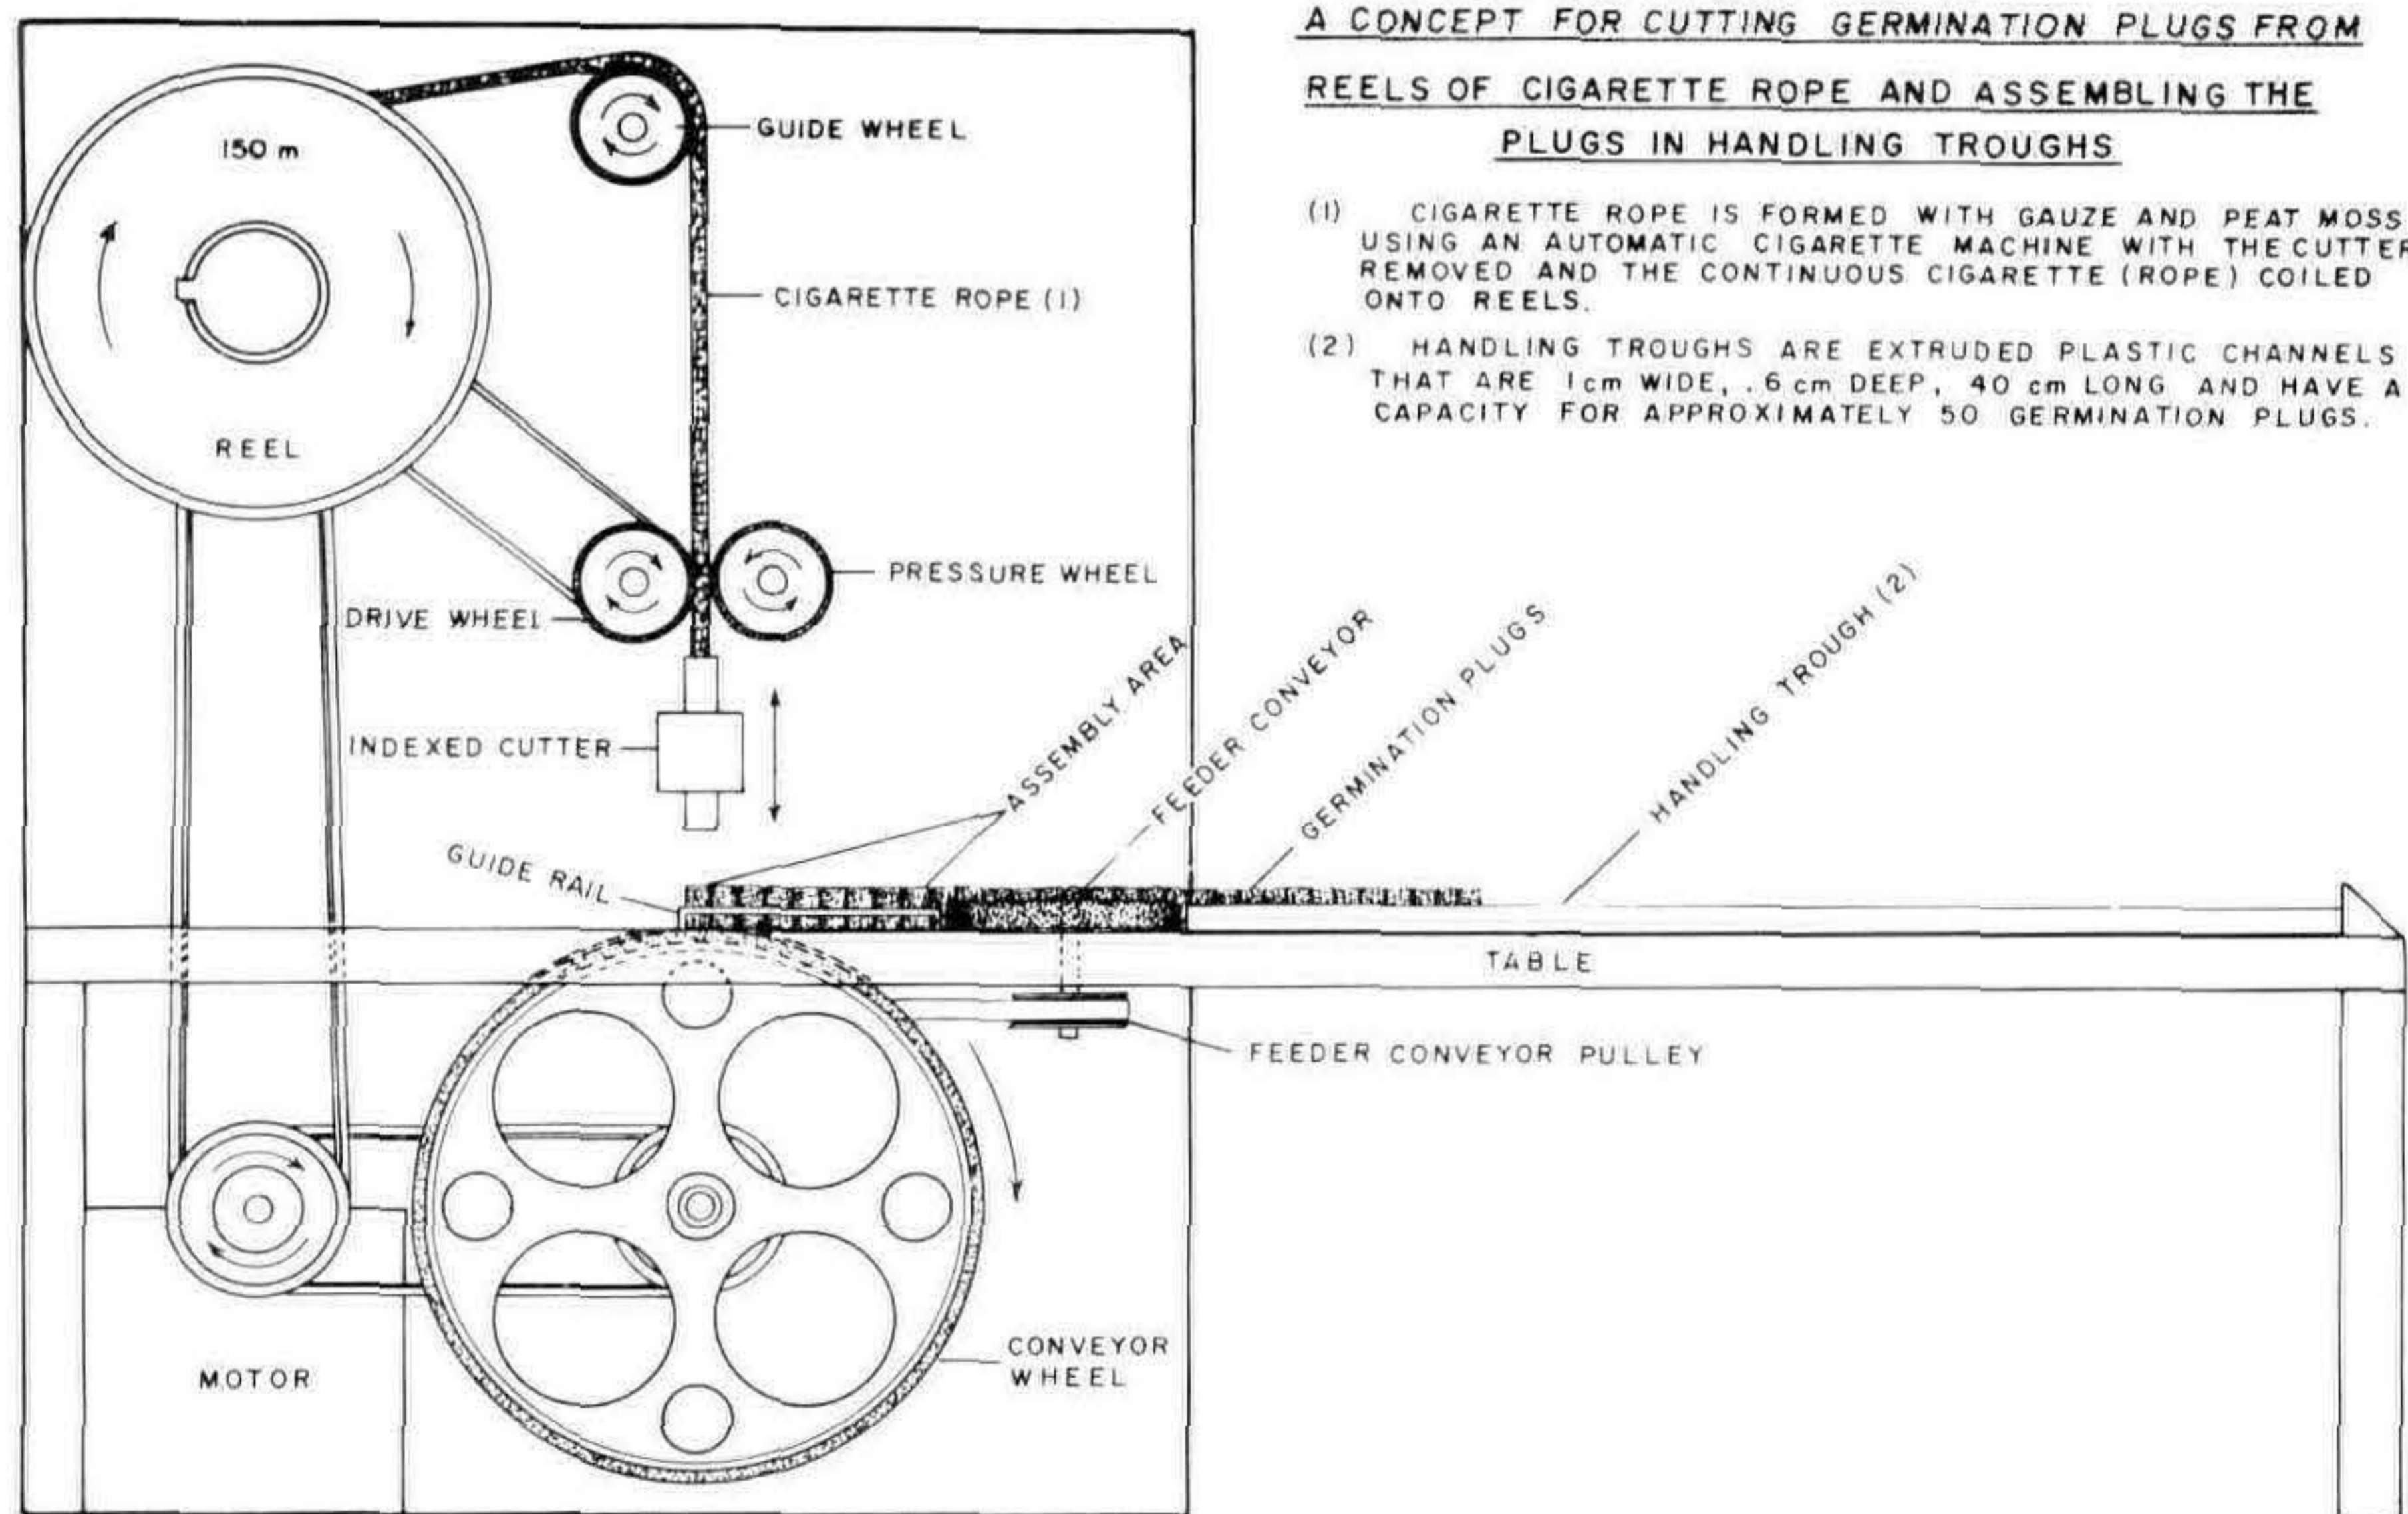 A CONCEPT FOR CUTTING GERMINATION PLUGS FROM
REELS OF CIGARETTE ROPE AND ASSEMBLING THE
PLUGS IN HANDLING TROUGHS
(1) CIGARETTE ROPE IS FORMED WITH GAUZE AND PEAT MOSS
USING AN AUTOMATIC CIGARETTE MACHINE WITH THE CUTTER
REMOVED AND THE CONTINUOUS CIGARETTE (ROPE) COILED
ONTO REELS.
(2) HANDLING TROUGHS ARE EXTRUDED PLASTIC CHANNELS
THAT ARE 1 cm WIDE, .6 cm DEEP, 40 cm LONG AND HAVE A
CAPACITY FOR APPROXIMATELY 50 GERMINATION PLUGS.
150 m
REEL
GUIDE WHEEL
CIGARETTE ROPE (1)
PRESSURE WHEEL
DRIVE WHEEL
INDEXED CUTTER
ASSEMBLY AREA
FEEDER CONVEYOR
GERMINATION PLUGS
HANDLING TROUGH (2)
GUIDE RAIL
TABLE
FEEDER CONVEYOR PULLEY
CONVEYOR
WHEEL
MOTOR